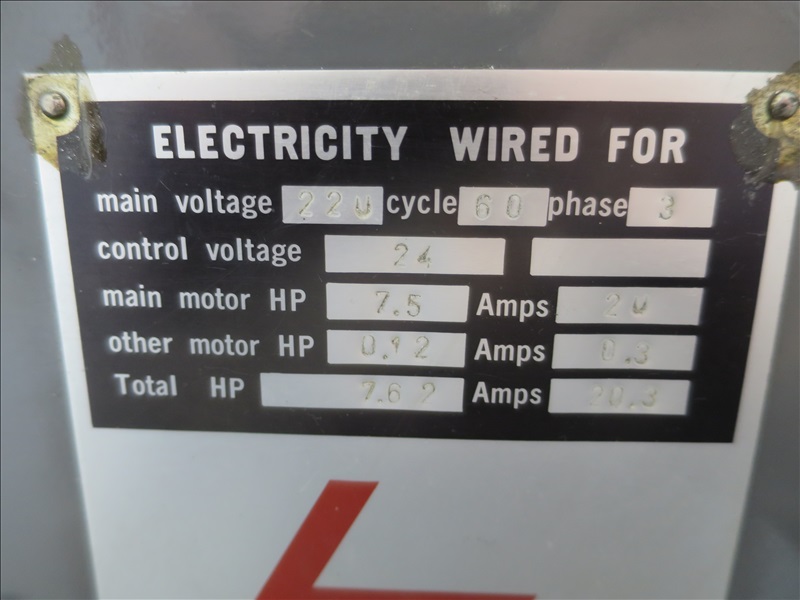 ELECTRICITY WIRED FOR
main voltage 220 cycle 60 phase 3
control voltage 24
main motor HP 7.5 Amps 20
other motor HP 0.12 Amps 0.3
Total HP 7.62 Amps 20.3